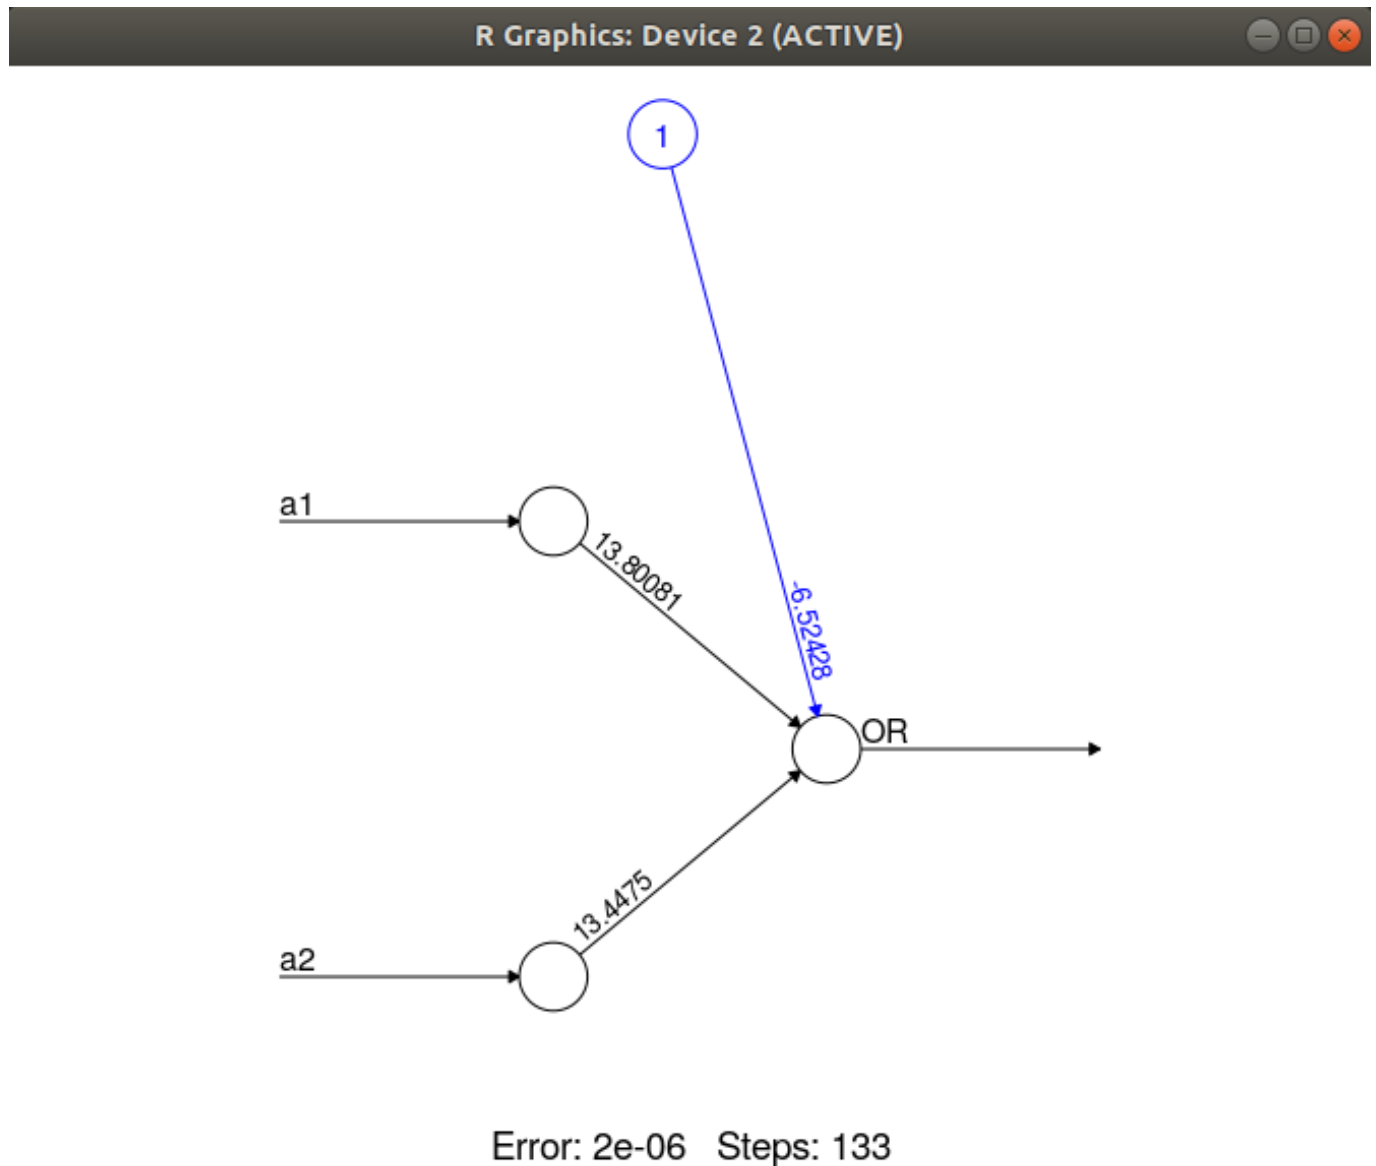 R Graphics: Device 2 (ACTIVE)
1
a1
13.80081
-6.52428
OR
13.4475
a2
Error: 2e-06 Steps: 133